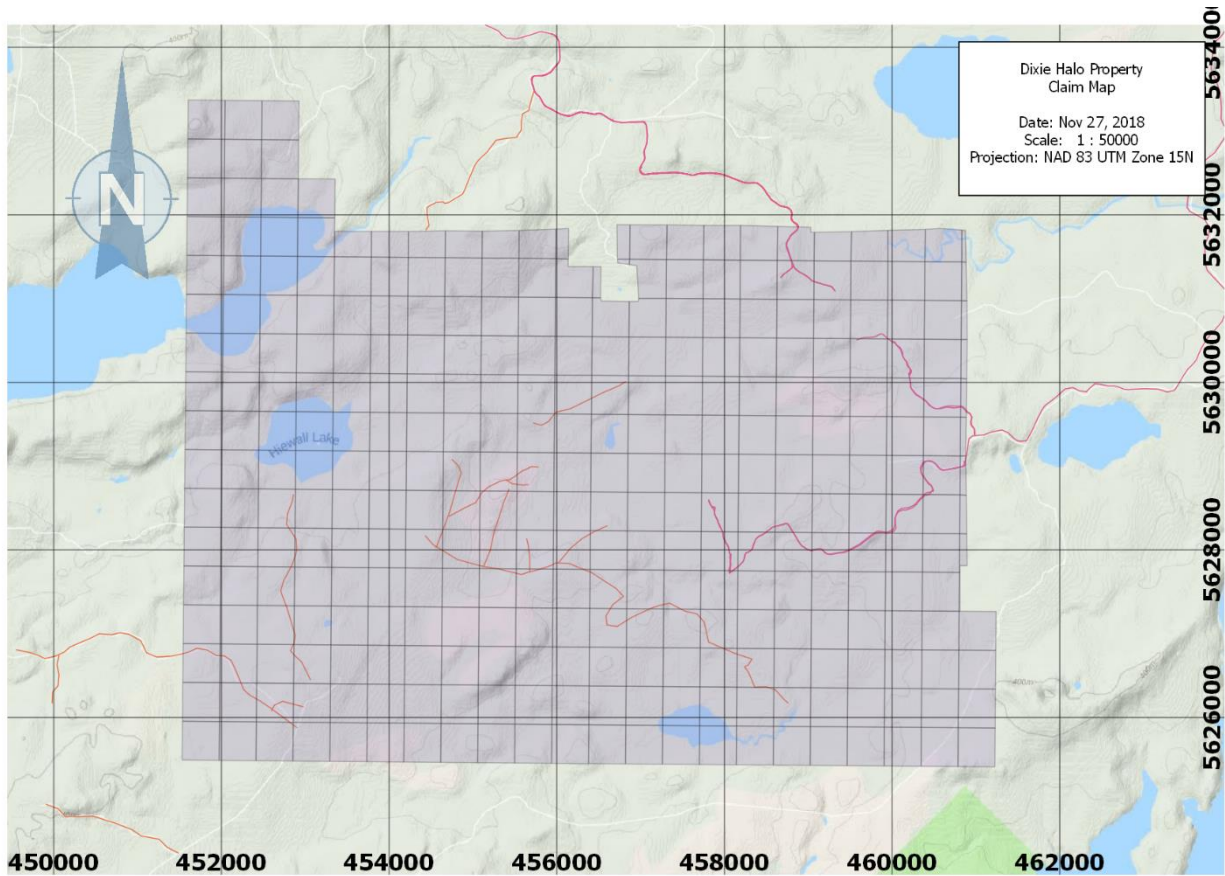 Dixie Halo Property
Claim Map
Date: Nov 27, 2018
Scale: 1 : 50000
Projection: NAD 83 UTM Zone 15N
N
5634000
5632000
5630000
5628000
5626000
Hiewall Lake
400m
450000 452000 454000 456000 458000 460000 462000